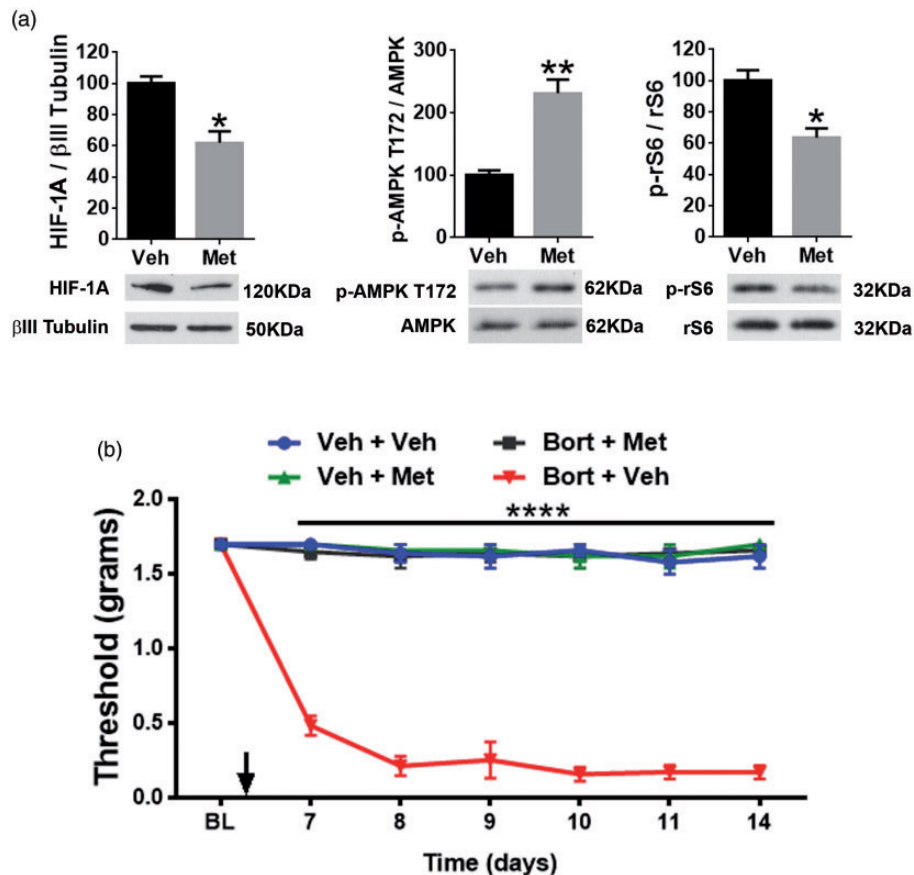 (a)
HIF-1A / βIII Tubulin
120
100
80
60
40
20
0
*
Veh Met
HIF-1A 120KDa
βIII Tubulin 50KDa
p-AMPK T172 / AMPK
300
200
100
0
**
Veh Met
p-AMPK T172 62KDa
AMPK 62KDa
p-rS6 / rS6
120
100
80
60
40
20
0
*
Veh Met
p-rS6 32KDa
rS6 32KDa
(b)
Veh + Veh Bort + Met
Veh + Met Bort + Veh
Threshold (grams)
2.0
1.5
1.0
0.5
0.0
****
BL 7 8 9 10 11 14
Time (days)